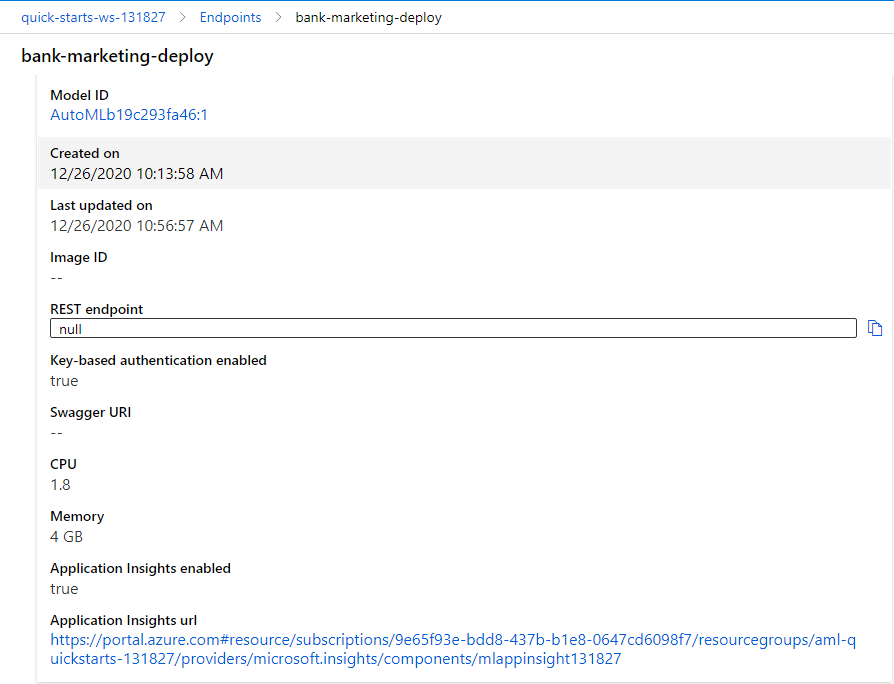 quick-starts-ws-131827 > Endpoints > bank-marketing-deploy
bank-marketing-deploy
Model ID
AutoMLb19c293fa46:1
Created on
12/26/2020 10:13:58 AM
Last updated on
12/26/2020 10:56:57 AM
Image ID
--
REST endpoint
null
Key-based authentication enabled
true
Swagger URI
--
CPU
1.8
Memory
4 GB
Application Insights enabled
true
Application Insights url
https://portal.azure.com#resource/subscriptions/9e65f93e-bdd8-437b-b1e8-0647cd6098f7/resourcegroups/aml-q
uickstarts-131827/providers/microsoft.insights/components/mlappinsight131827